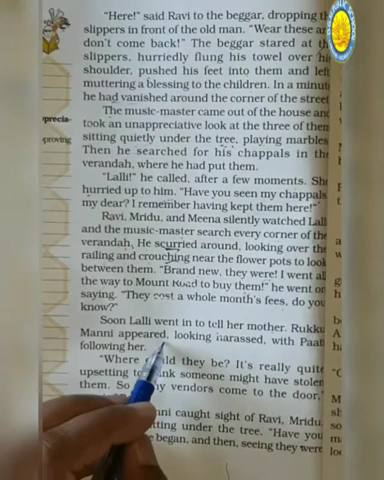 "Here!" said Ravi to the beggar, dropping
slippers in front of the old man. "Wear these
don't come back!" The beggar stared at
slippers, hurriedly flung his towel over
shoulder, pushed his feet into them and left
muttering a blessing to the children. In a minut
he had vanished around the corner of the street
The music-master came out of the house and
took an unappreciative look at the three of them
sitting quietly under the tree, playing marbles
Then he searched for his chappals in the
verandah, where he had put them.
"Lalli!" he called, after a few moments. She
hurried up to him. "Have you seen my chappals
my dear? I remember having kept them here!"
Ravi, Mridu, and Meena silently watched Lall
and the music-master search every corner of the
verandah. He scurried around, looking over the
railing and crouching near the flower pots to look
between them. "Brand new, they were! I went all
the way to Mount Road to buy them!" he went on
saying. "They cost a whole month's fees, do you
know?"
Soon Lalli went in to tell her mother. Rukku
Manni appeared, looking harassed, with Paat
following her.
"Where they be? It's really quite
upsetting someone might have stolen
them. So vendors come to the door,"
caught sight of Ravi, Mridu,
under the tree. "Have you
began, and then, seeing they were
precia-
proving